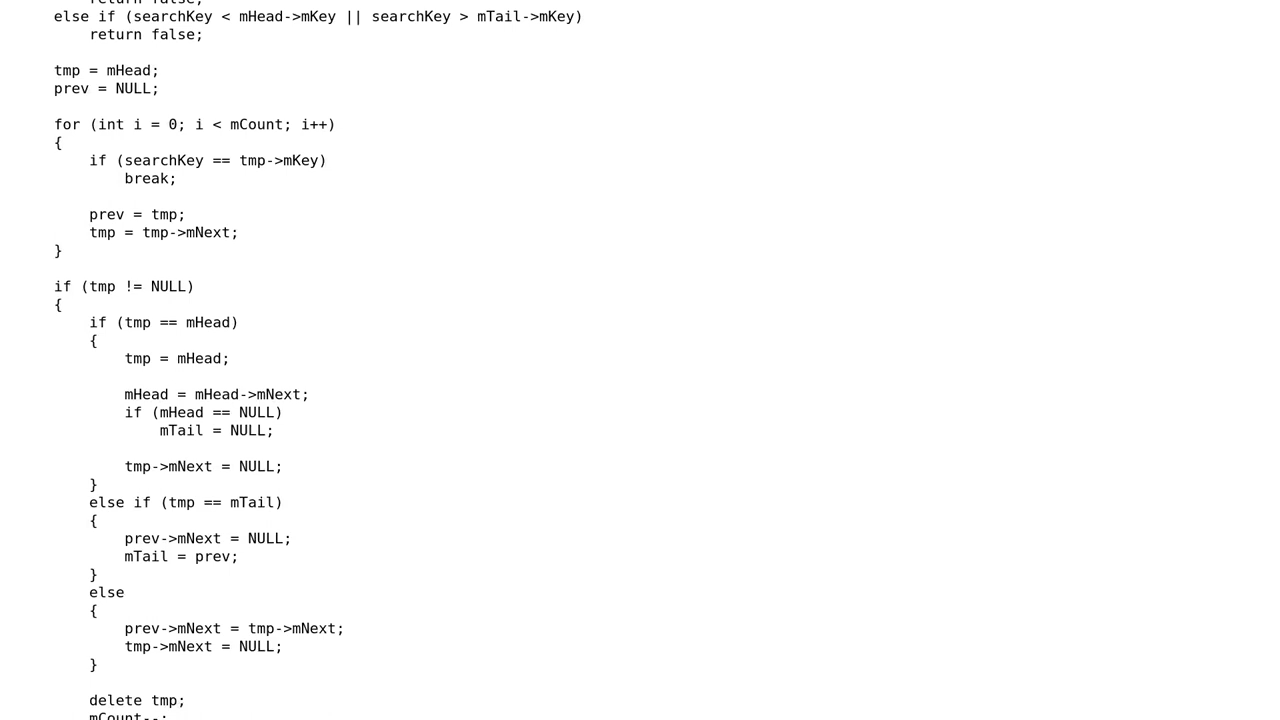 return false;
else if (searchKey < mHead->mKey || searchKey > mTail->mKey)
return false;
tmp = mHead;
prev = NULL;
for (int i = 0; i < mCount; i++)
{
if (searchKey == tmp->mKey)
break;
prev = tmp;
tmp = tmp->mNext;
}
if (tmp != NULL)
{
if (tmp == mHead)
{
tmp = mHead;
mHead = mHead->mNext;
if (mHead == NULL)
mTail = NULL;
tmp->mNext = NULL;
}
else if (tmp == mTail)
{
prev->mNext = NULL;
mTail = prev;
}
else
{
prev->mNext = tmp->mNext;
tmp->mNext = NULL;
}
delete tmp;
mCount--;